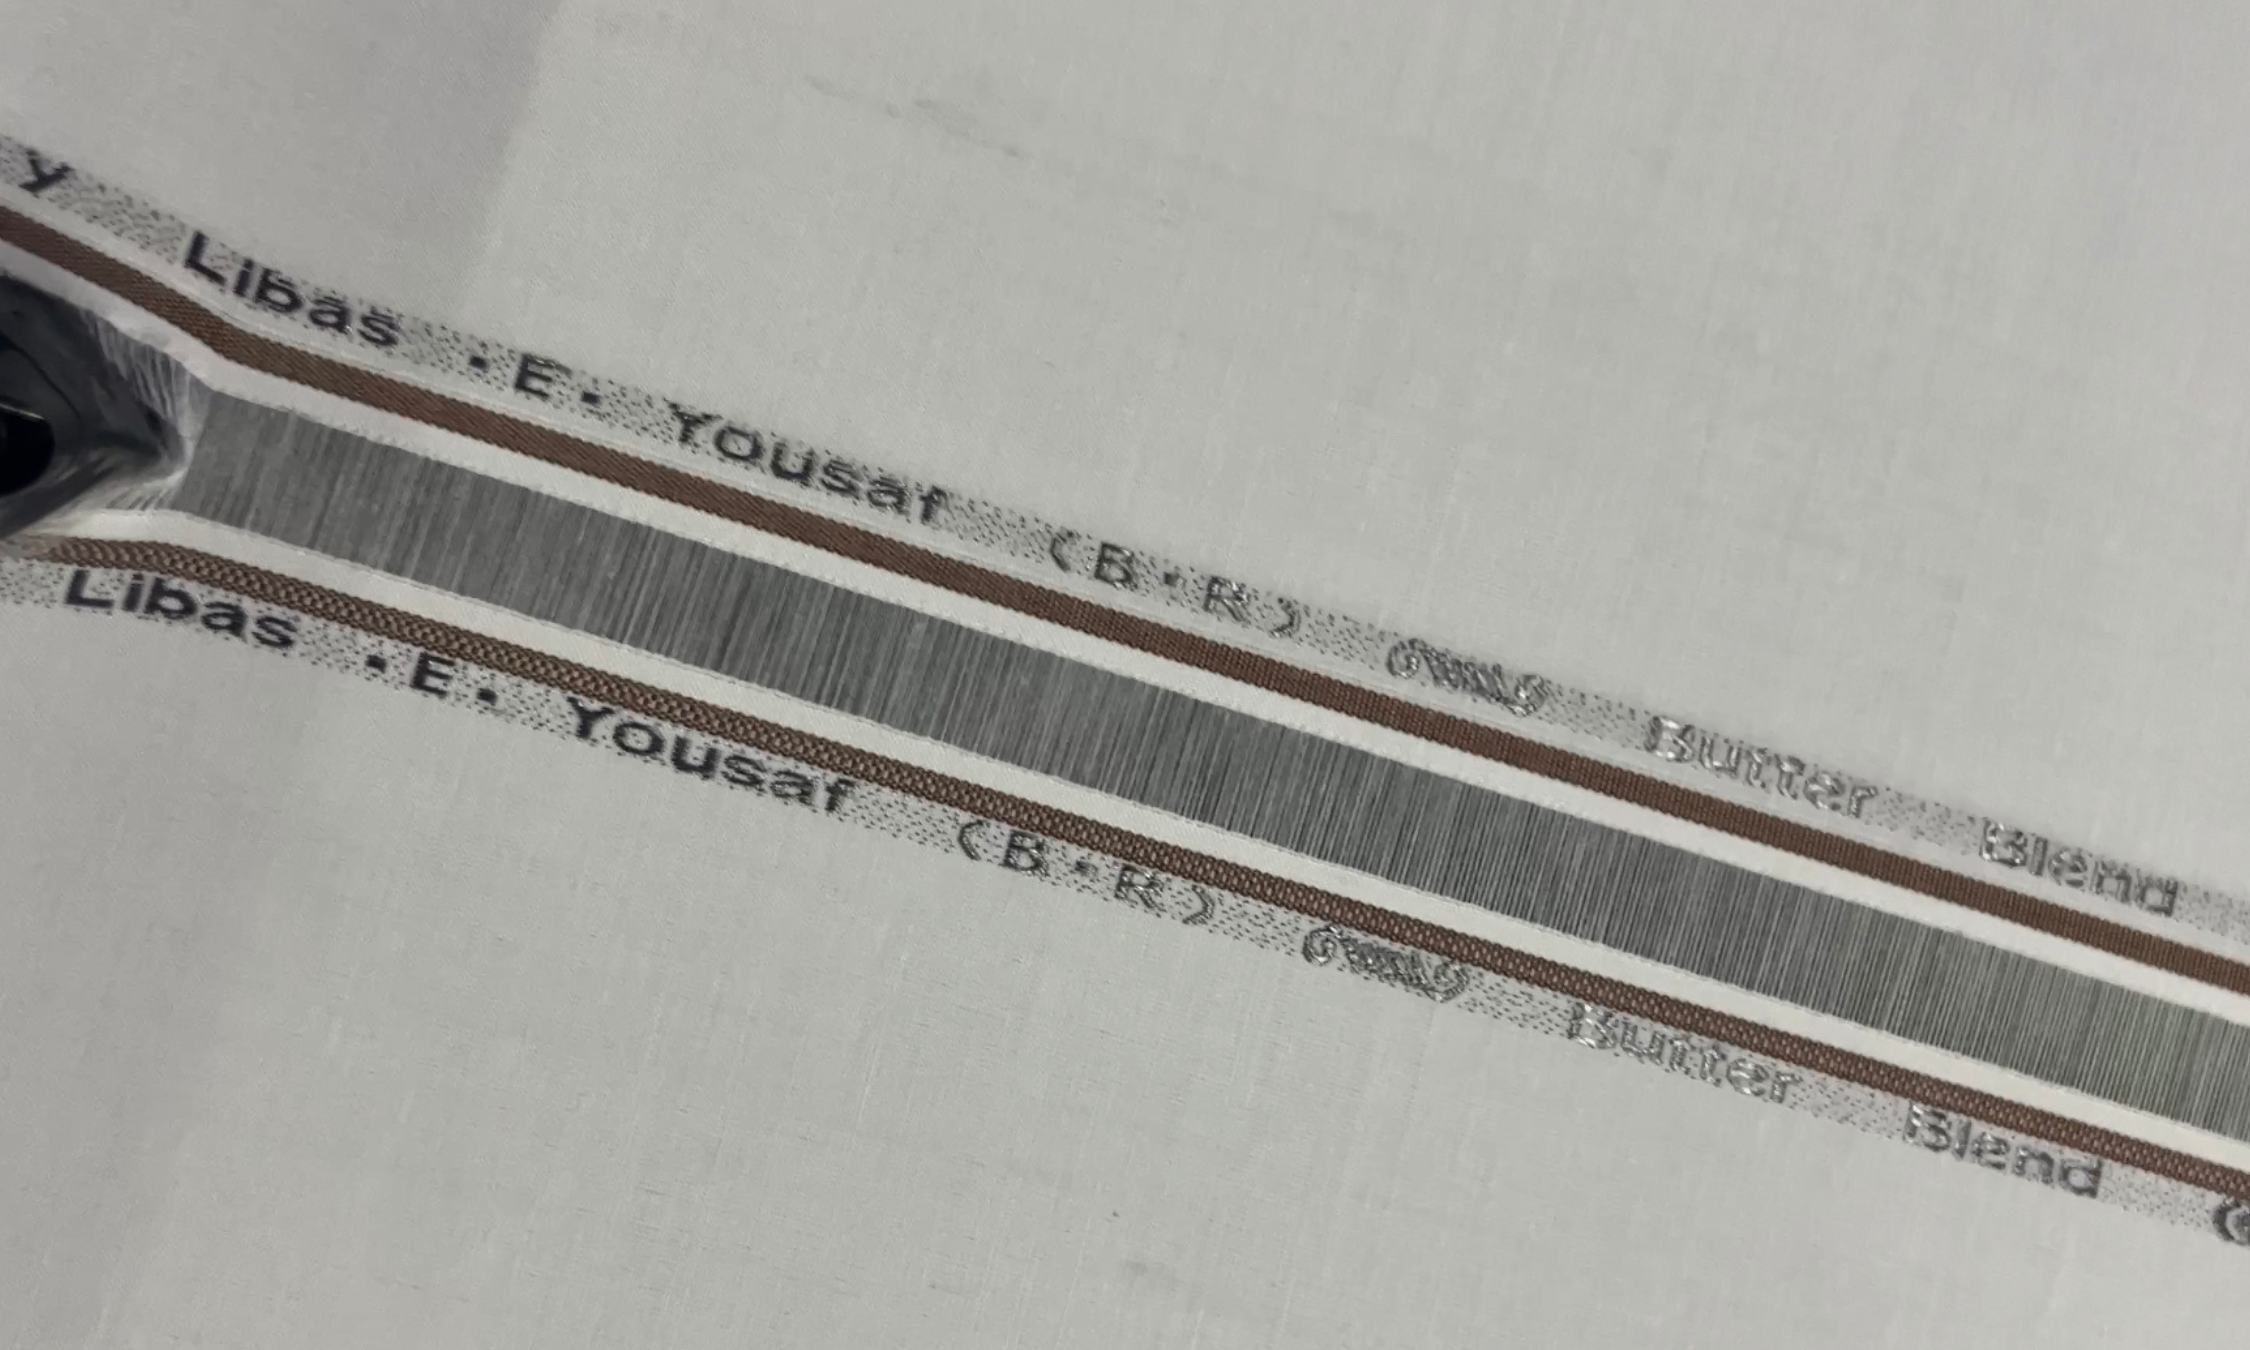 y Libas .E. Yousaf (B.R) Butter Blend
Libas .E. Yousaf (B.R) Butter Blend